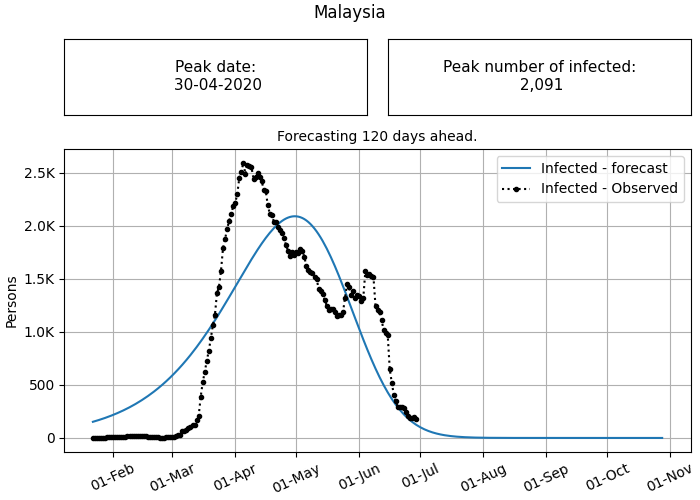 Malaysia
Peak date:
30-04-2020
Peak number of infected:
2,091
Forecasting 120 days ahead.
Infected - forecast
Infected - Observed
2.5K
2.0K
1.5K
1.0K
500
0
Persons
01-Feb
01-Mar
01-Apr
01-May
01-Jun
01-Jul
01-Aug
01-Sep
01-Oct
01-Nov